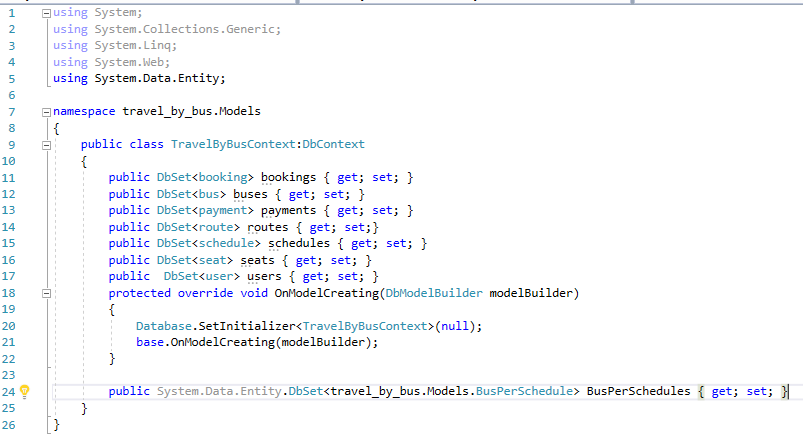 1 using System;
2 using System.Collections.Generic;
3 using System.Linq;
4 using System.Web;
5 using System.Data.Entity;
6
7 namespace travel_by_bus.Models
8 {
9 public class TravelByBusContext:DbContext
10 {
11 public DbSet<booking> bookings { get; set; }
12 public DbSet<bus> buses { get; set; }
13 public DbSet<payment> payments { get; set; }
14 public DbSet<route> routes { get; set;}
15 public DbSet<schedule> schedules { get; set; }
16 public DbSet<seat> seats { get; set; }
17 public  DbSet<user> users { get; set; }
18 protected override void OnModelCreating(DbModelBuilder modelBuilder)
19 {
20 Database.SetInitializer<TravelByBusContext>(null);
21 base.OnModelCreating(modelBuilder);
22 }
23
24 public System.Data.Entity.DbSet<travel_by_bus.Models.BusPerSchedule> BusPerSchedules { get; set; }
25 }
26 }